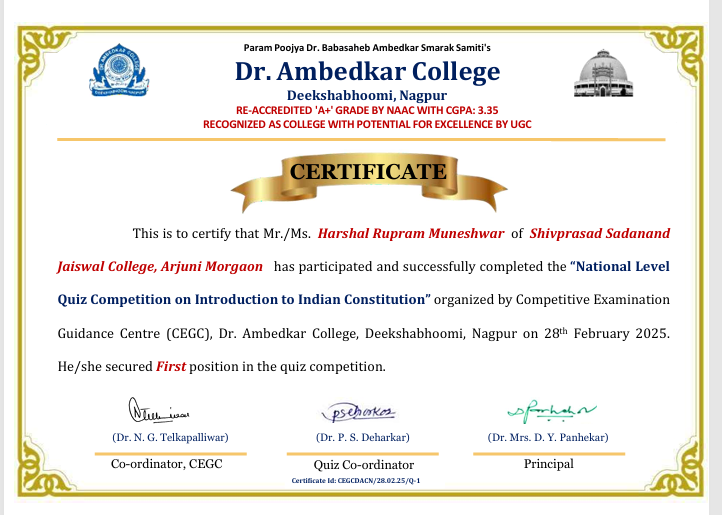 Param Poojya Dr. Babasaheb Ambedkar Smarak Samiti's
Dr. Ambedkar College
Deekshabhoomi, Nagpur
RE-ACCREDITED 'A+' GRADE BY NAAC WITH CGPA: 3.35
RECOGNIZED AS COLLEGE WITH POTENTIAL FOR EXCELLENCE BY UGC
CERTIFICATE
This is to certify that Mr./Ms. Harshal Rupram Muneshwar of Shivprasad Sadanand
Jaiswal College, Arjuni Morgaon has participated and successfully completed the “National Level
Quiz Competition on Introduction to Indian Constitution” organized by Competitive Examination
Guidance Centre (CEGC), Dr. Ambedkar College, Deekshabhoomi, Nagpur on 28th February 2025.
He/she secured First position in the quiz competition.
(Dr. N. G. Telkapalliwar) (Dr. P. S. Deharkar) (Dr. Mrs. D. Y. Panhekar)
Co-ordinator, CEGC Quiz Co-ordinator Principal
Certificate Id: CEGCDACN/28.02.25/Q-1